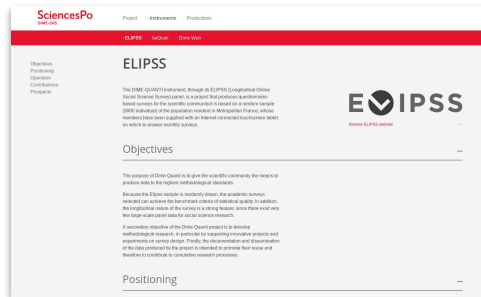 SciencesPo
DIME-SHS
Project
Instruments
Productions
ELIPSS
beQuali
Dime Web
Objectives
Positioning
Operation
Contributions
Prospects
ELIPSS
The DIME-QUANTI instrument, through its ELIPSS (Longitudinal Online
Social Science Survey) panel, is a project that produces questionnaire-
based surveys for the scientific community.It is based on a random sample
(3000 individual) of the population resident in Metropolitan France, whose
members have been supplied with an Internet connected touchscreen tablet
on which to answer monthly surveys.
ELIPSS
Browse ELIPSS website
Objectives
The purpose of Dime Quanti is to give the scientific community the means to
produce data to the highest methodological standards.
Because the Elipss sample is randomly drawn, the academic surveys
selected can achieve the benchmark criteria of statistical quality. In addition,
the longitudinal nature of the survey is a strong feature, since there exist very
few large-scale panel data for social science research.
A secondary objective of the Dime Quanti project is to develop
methodological research, in particular by supporting innovative projects and
experiments on survey design. Finally, the documentation and dissemination
of the data produced by the project is intended to promote their reuse and
therefore to contribute to cumulative research processes.
Positioning